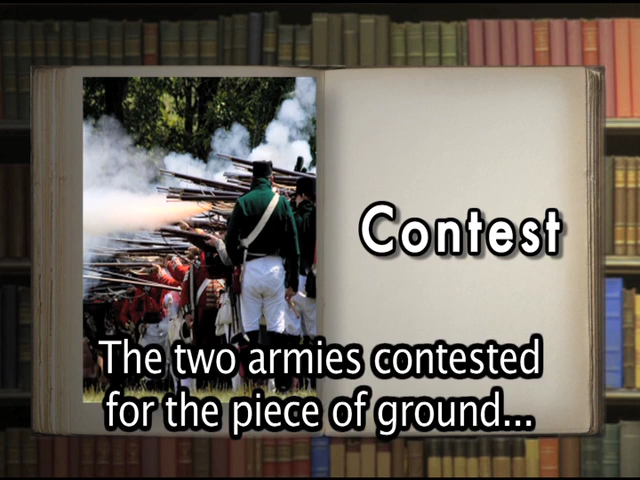 Contest
The two armies contested
for the piece of ground...